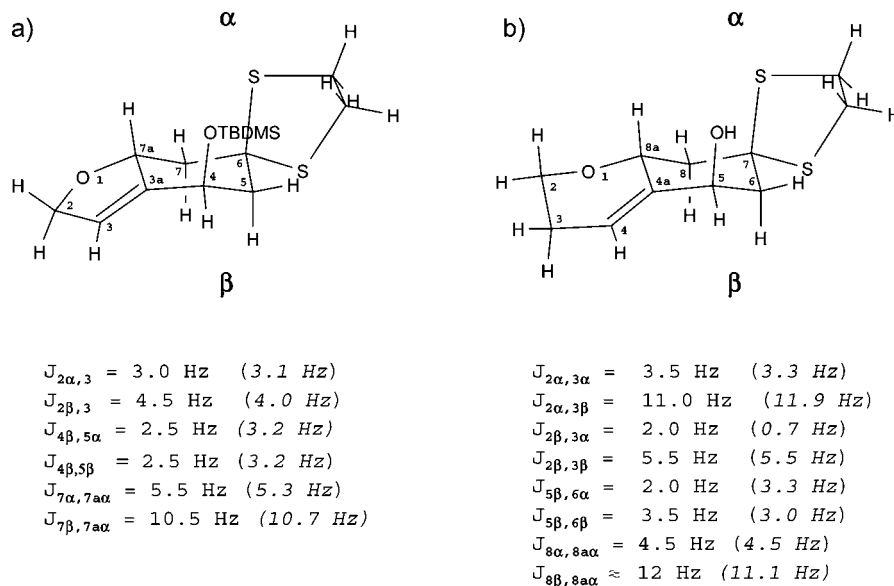 a)
α
H
H
S
H
H
H
OTBDMS
H
7a
7
6
S
O
1
H
3a
4
5
H
2
H
3
H
H
H
H
β
J2α,3 = 3.0 Hz (3.1 Hz)
J2β,3 = 4.5 Hz (4.0 Hz)
J4β,5α = 2.5 Hz (3.2 Hz)
J4β,5β = 2.5 Hz (3.2 Hz)
J7α,7aα = 5.5 Hz (5.3 Hz)
J7β,7aα = 10.5 Hz (10.7 Hz)
b)
α
H
S
H
H
H
H
OH
H
H
8a
7
S
H
O
1
8
2
4a
5
6
H
H
3
4
H
H
H
H
H
β
J2α,3α = 3.5 Hz (3.3 Hz)
J2α,3β = 11.0 Hz (11.9 Hz)
J2β,3α = 2.0 Hz (0.7 Hz)
J2β,3β = 5.5 Hz (5.5 Hz)
J5β,6α = 2.0 Hz (3.3 Hz)
J5β,6β = 3.5 Hz (3.0 Hz)
J8α,8aα = 4.5 Hz (4.5 Hz)
J8β,8aα ≈ 12 Hz (11.1 Hz)